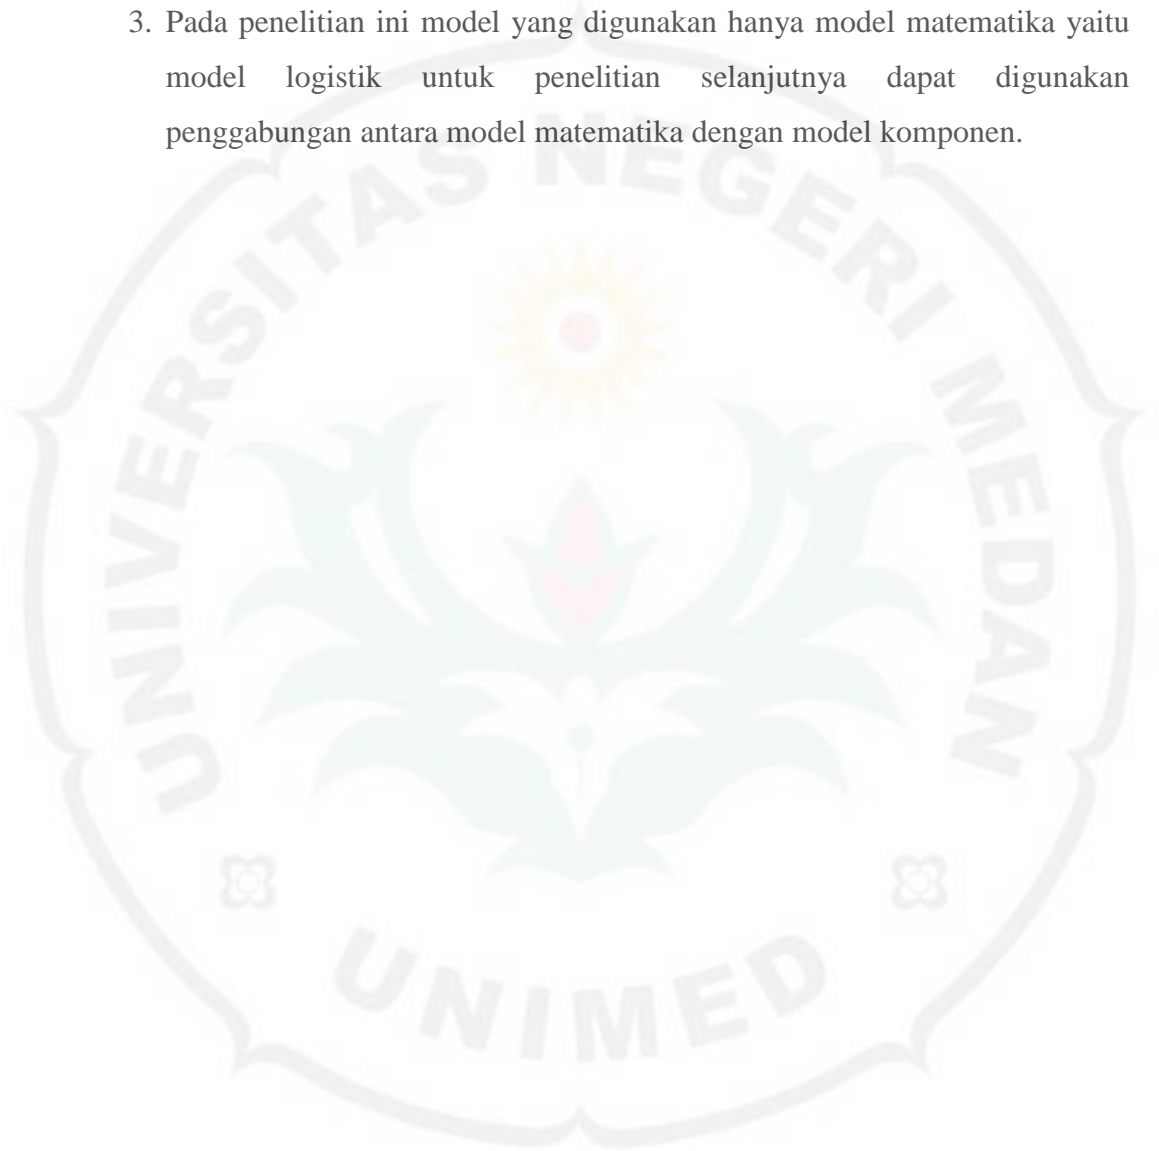 3. Pada penelitian ini model yang digunakan hanya model matematika yaitu
model logistik untuk penelitian selanjutnya dapat digunakan
penggabungan antara model matematika dengan model komponen.
UNIVERSITAS NEGERI MEDAN
UNIMED